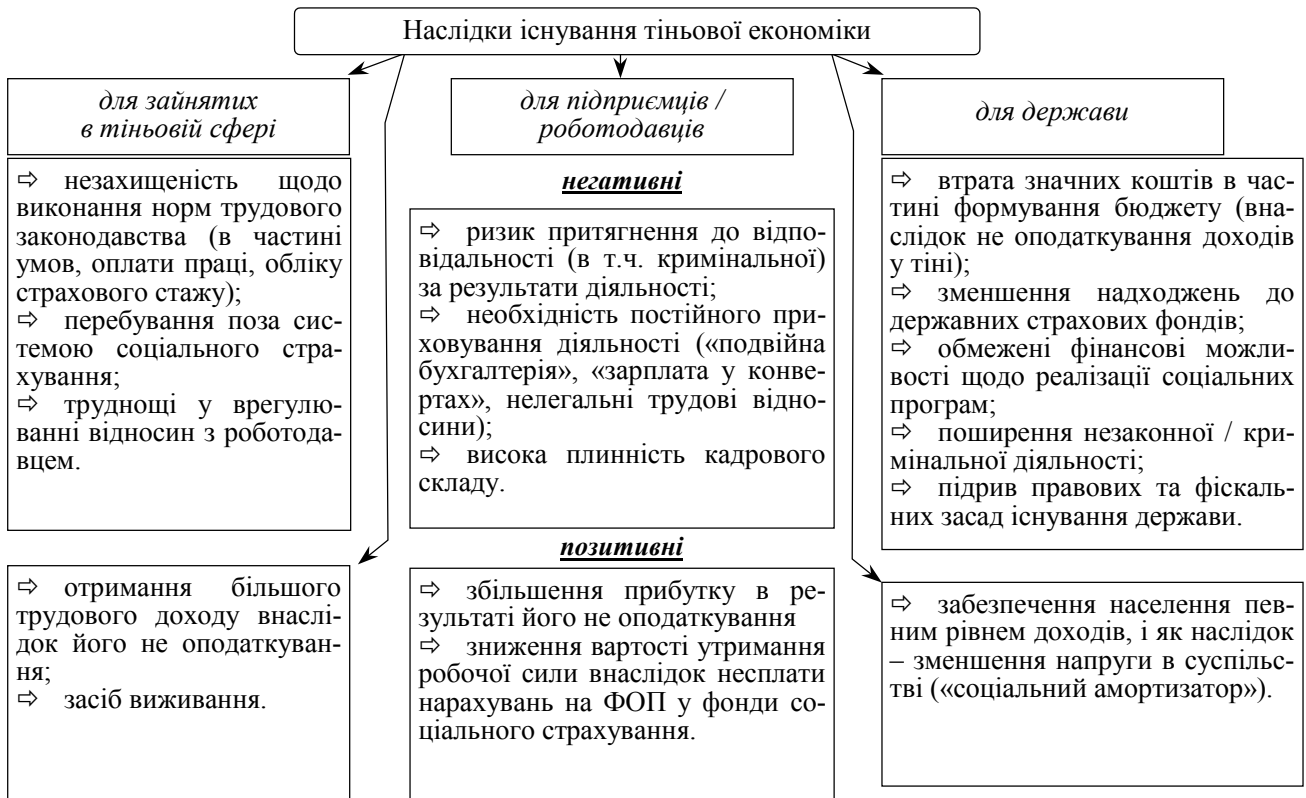 Наслідки існування тіньової економіки
для зайнятих
в тіньовій сфері
для підприємців /
роботодавців
для держави
негативні
⇨ незахищеність щодо
виконання норм трудового
законодавства (в частині
умов, оплати праці, обліку
страхового стажу);
⇨ перебування поза сис-
темою соціального стра-
хування;
⇨ труднощі у врегулю-
ванні відносин з роботода-
вцем.
⇨ ризик притягнення до відпо-
відальності (в т.ч. кримінальної)
за результати діяльності;
⇨ необхідність постійного при-
ховування діяльності («подвійна
бухгалтерія», «зарплата у конве-
ртах», нелегальні трудові відно-
сини);
⇨ висока плинність кадрового
складу.
⇨ втрата значних коштів в час-
тині формування бюджету (вна-
слідок не оподаткування доходів
у тіні);
⇨ зменшення надходжень до
державних страхових фондів;
⇨ обмежені фінансові можли-
вості щодо реалізації соціальних
програм;
⇨ поширення незаконної / кри-
мінальної діяльності;
⇨ підрив правових та фіскаль-
них засад існування держави.
позитивні
⇨ отримання більшого
трудового доходу внаслі-
док його не оподаткуван-
ня;
⇨ засіб виживання.
⇨ збільшення прибутку в ре-
зультаті його не оподаткування
⇨ зниження вартості утримання
робочої сили внаслідок несплати
нарахувань на ФОП у фонди со-
ціального страхування.
⇨ забезпечення населення пев-
ним рівнем доходів, і як наслідок
– зменшення напруги в суспільс-
тві («соціальний амортизатор»).